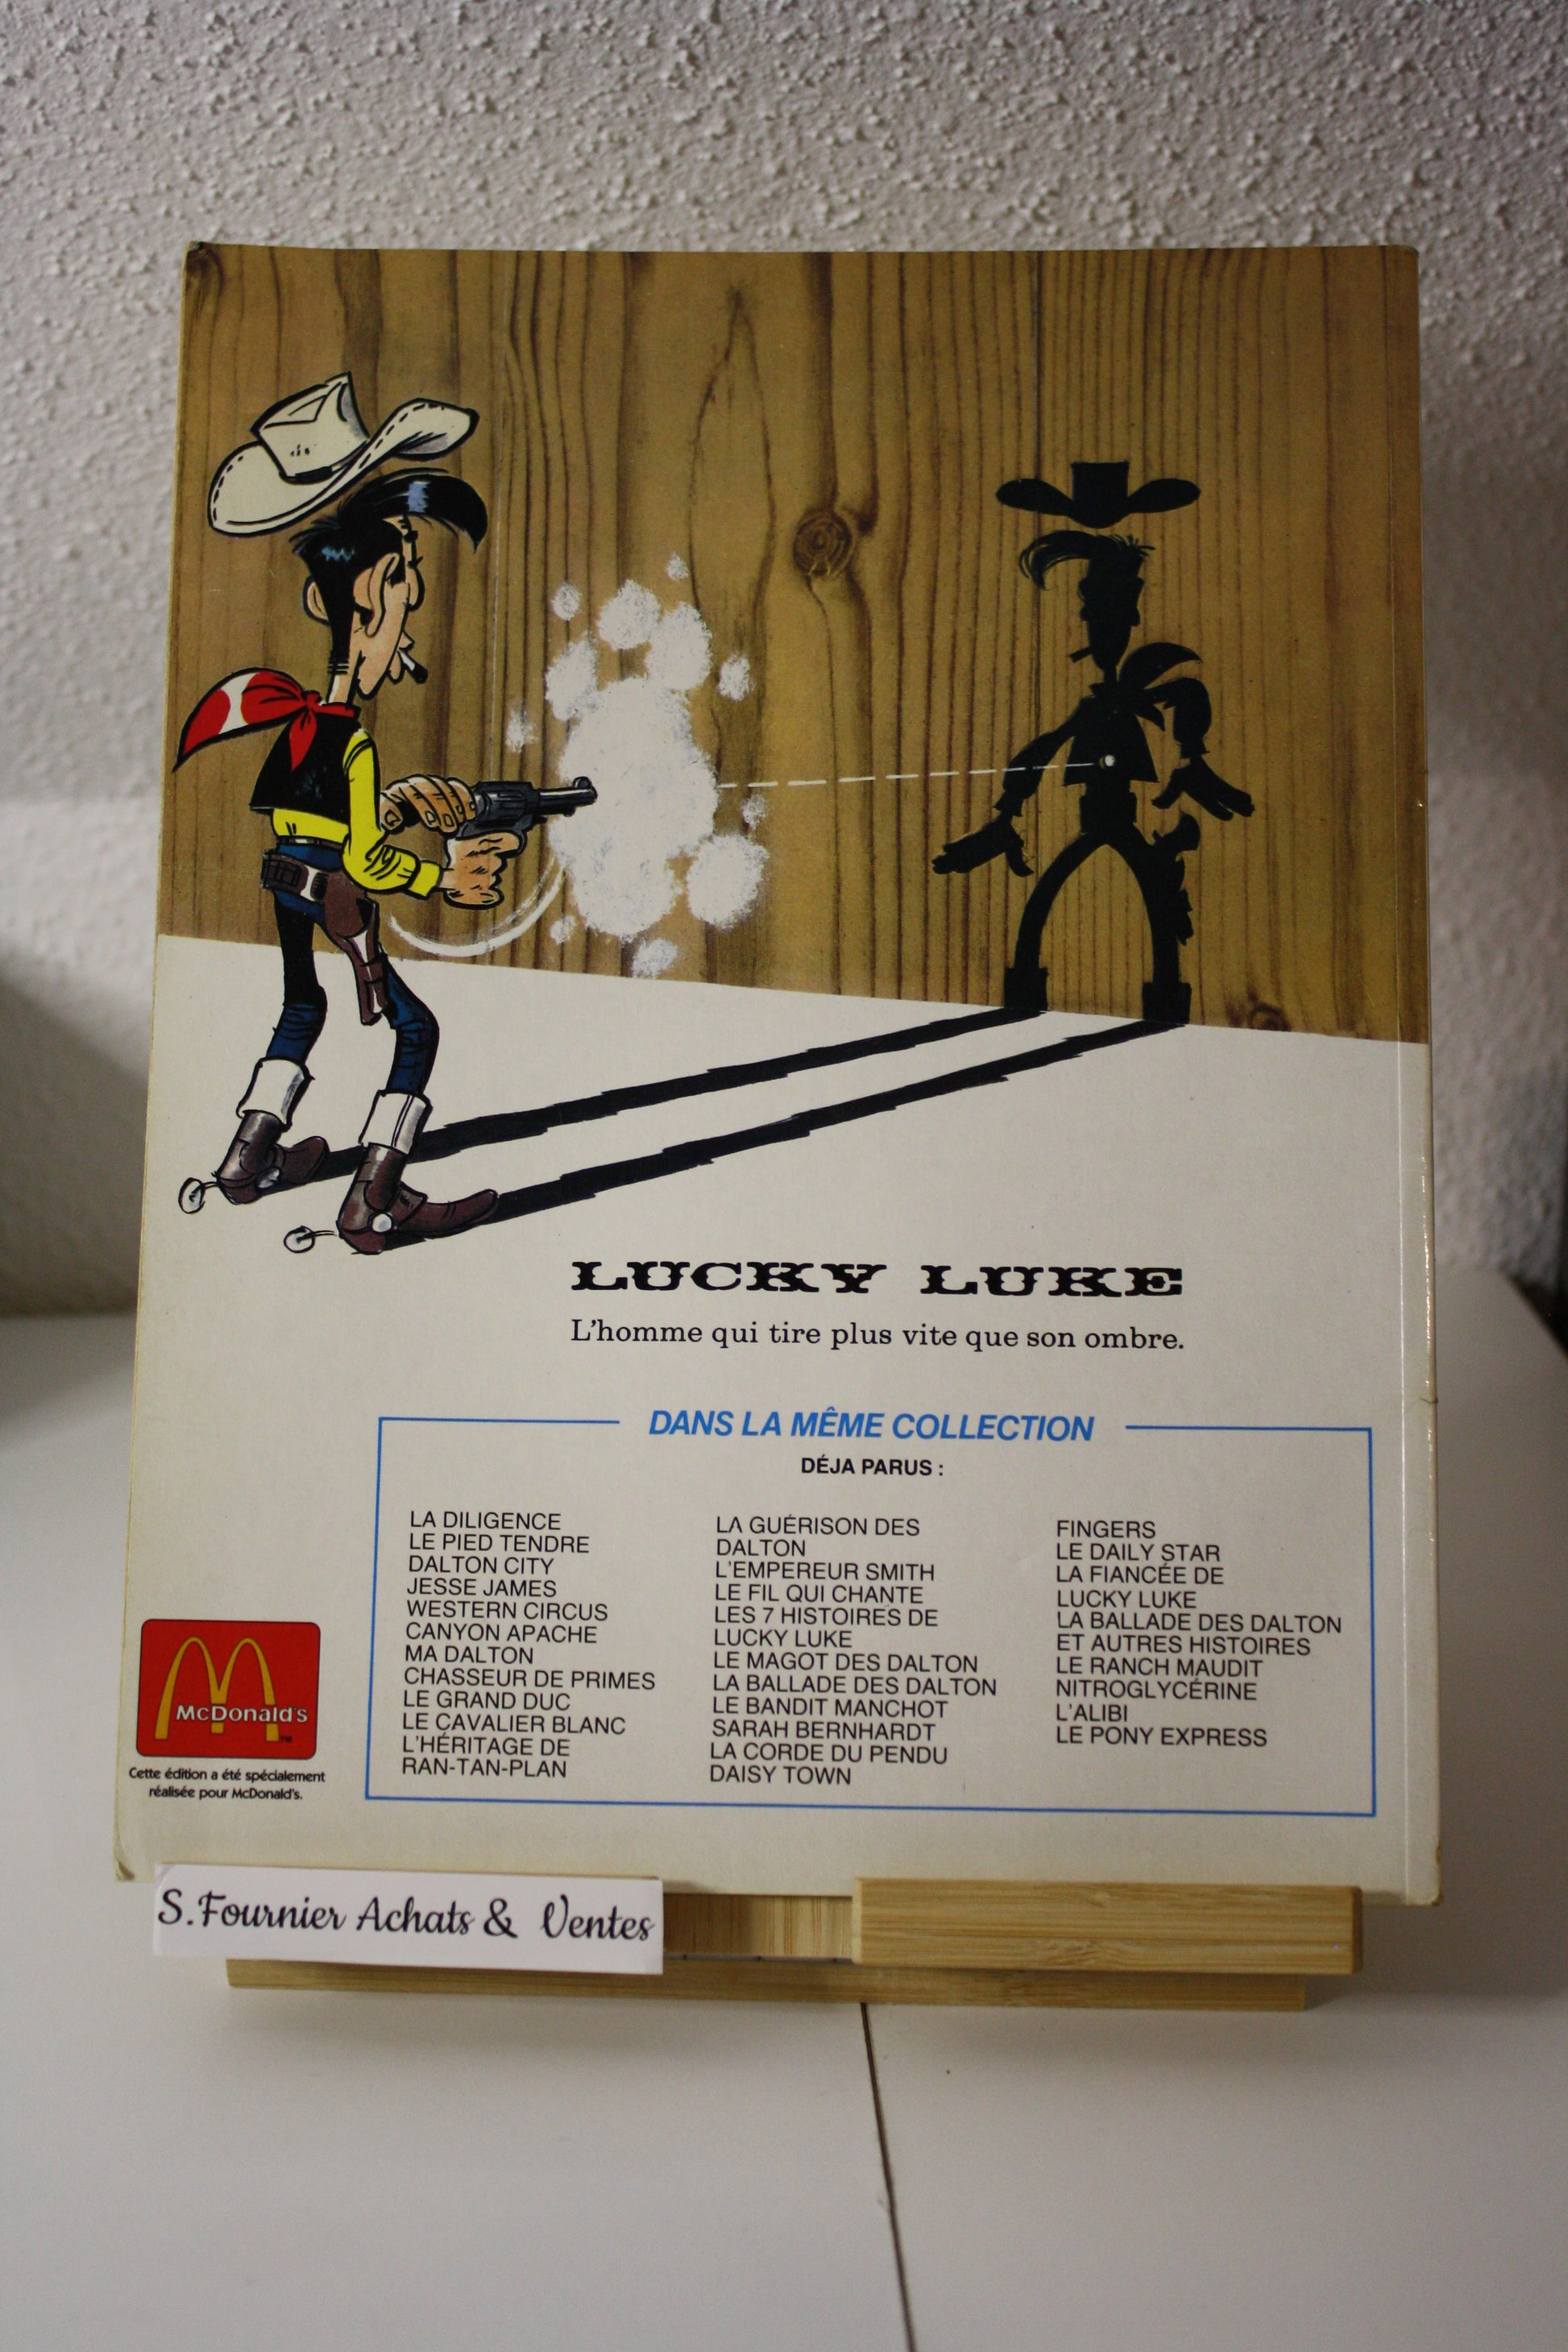 LUCKY LUKE
L'homme qui tire plus vite que son ombre.
DANS LA MÊME COLLECTION
DÉJA PARUS :
LA DILIGENCE
LE PIED TENDRE
DALTON CITY
JESSE JAMES
WESTERN CIRCUS
CANYON APACHE
MA DALTON
CHASSEUR DE PRIMES
LE GRAND DUC
LE CAVALIER BLANC
L'HÉRITAGE DE
RAN-TAN-PLAN
LA GUÉRISON DES
DALTON
L'EMPEREUR SMITH
LE FIL QUI CHANTE
LES 7 HISTOIRES DE
LUCKY LUKE
LE MAGOT DES DALTON
LA BALLADE DES DALTON
LE BANDIT MANCHOT
SARAH BERNHARDT
LA CORDE DU PENDU
DAISY TOWN
FINGERS
LE DAILY STAR
LA FIANCÉE DE
LUCKY LUKE
LA BALLADE DES DALTON
ET AUTRES HISTOIRES
LE RANCH MAUDIT
NITROGLYCÉRINE
L'ALIBI
LE PONY EXPRESS
McDonald's
TM
Cette édition a été spécialement
réalisée pour McDonald's.
S.Fournier Achats & Ventes